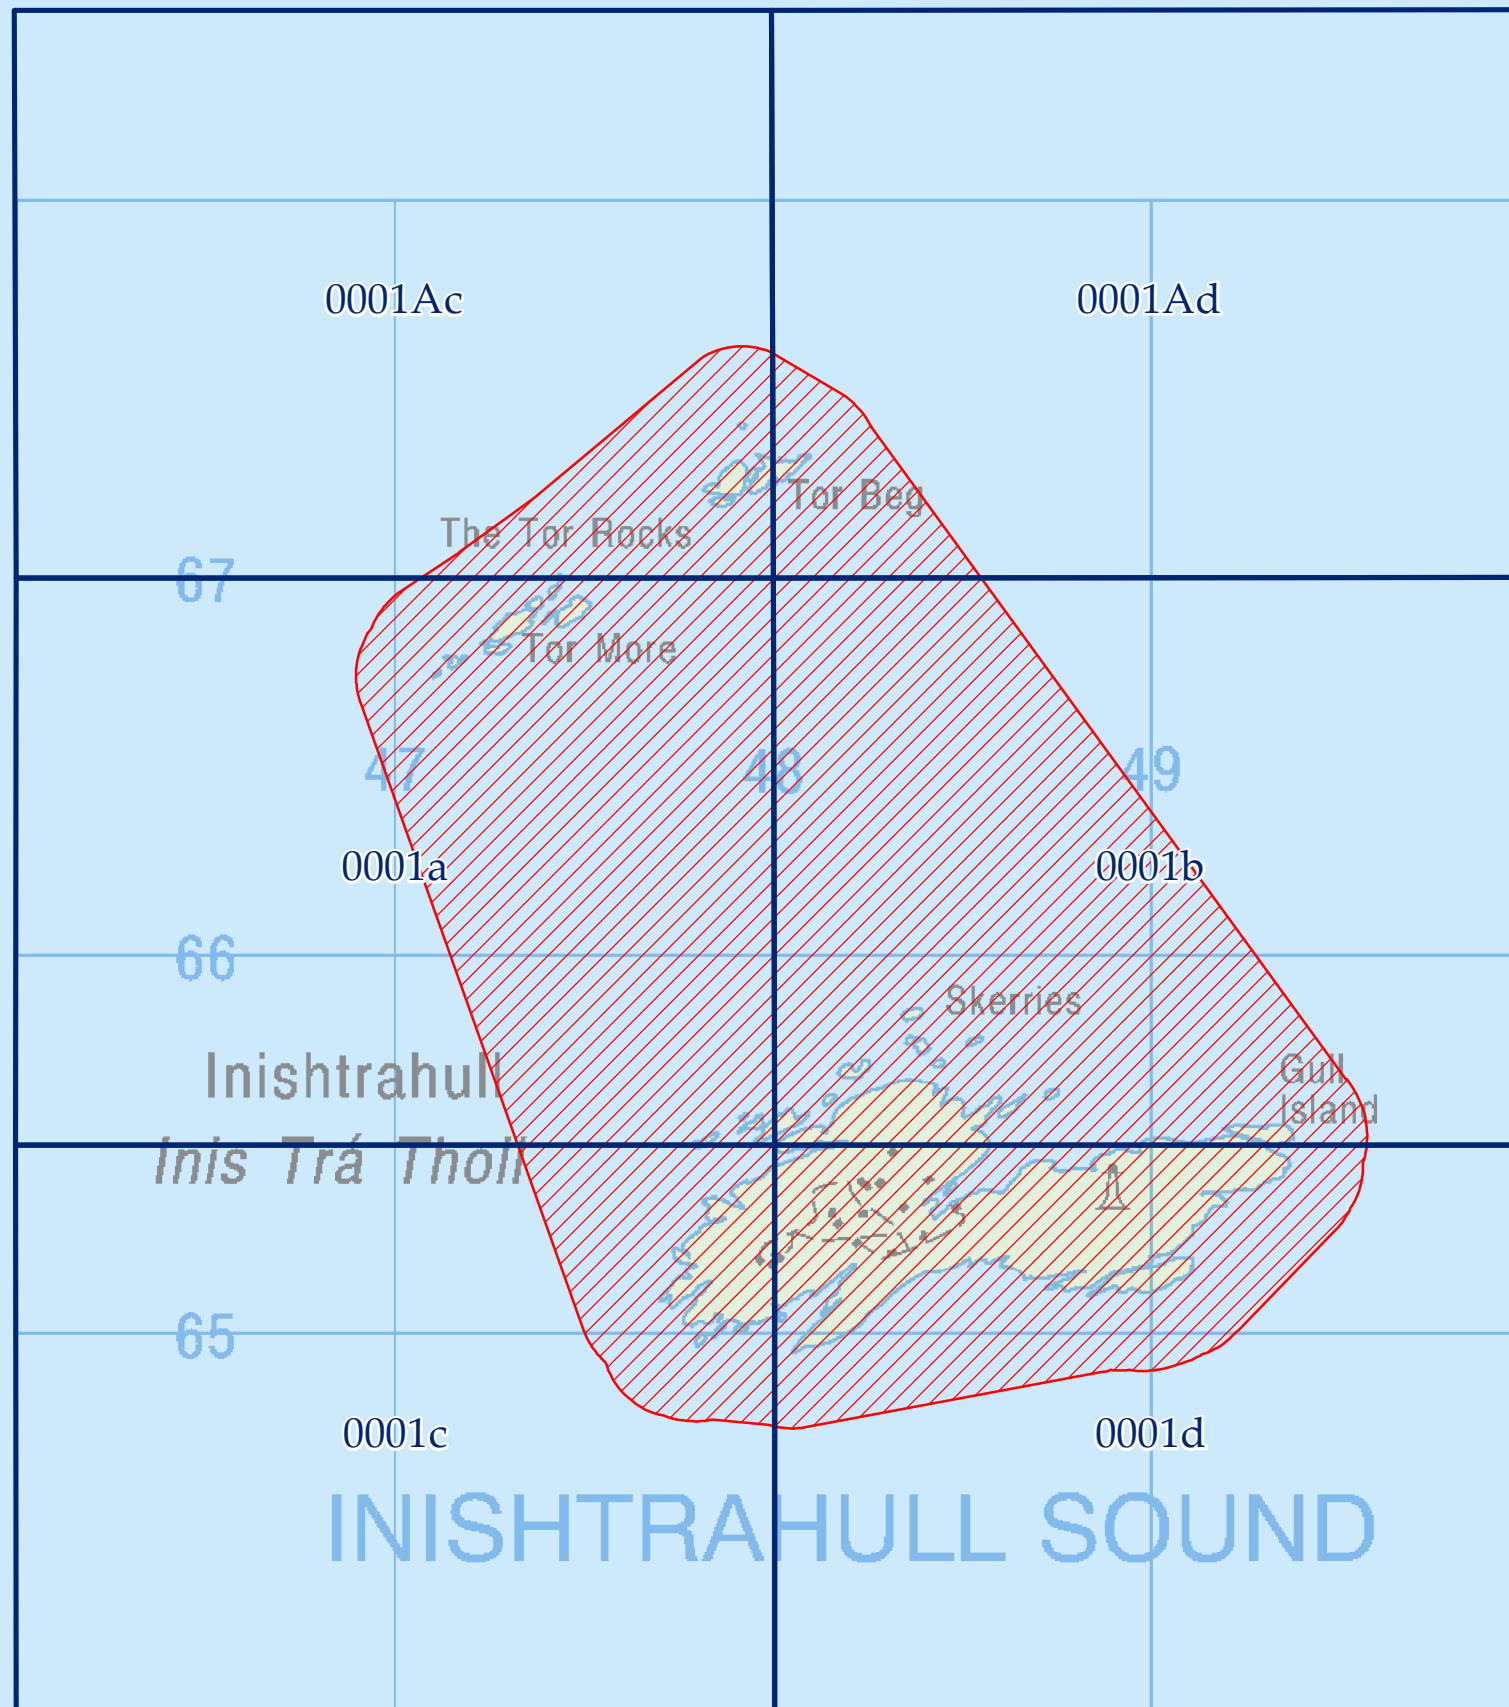 0001Ac
0001Ad
Tor Beg
The Tor Rocks
67
Tor More
47
48
49
0001a
0001b
66
Skerries
Inishtrahull
Gull
Island
Inis Trá Tholl
65
0001c
0001d
INISHTRAHULL SOUND